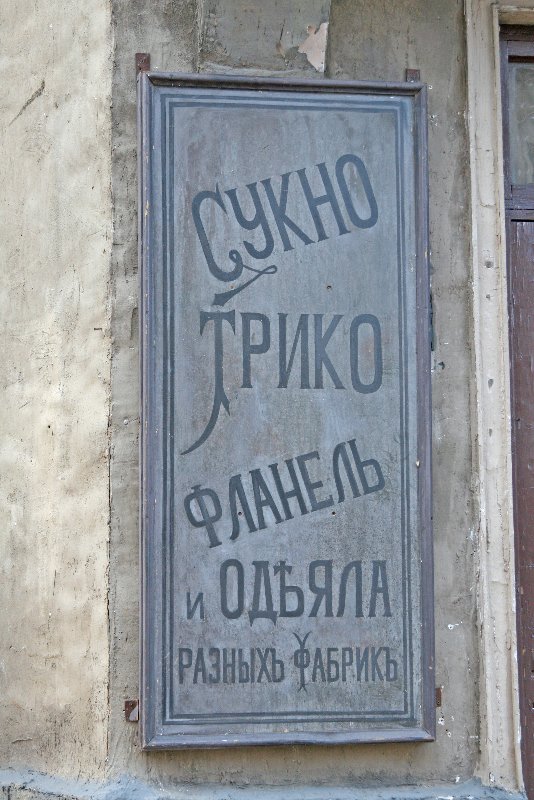 Сукно
Трико
Фланель
и Одѣяла
разныхъ Фабрикъ